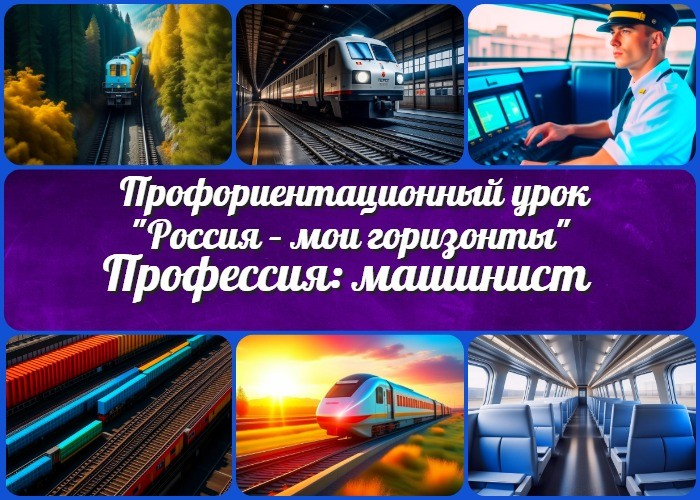 Профориентационный урок
"Россия – мои горизонты"
Профессия: машинист